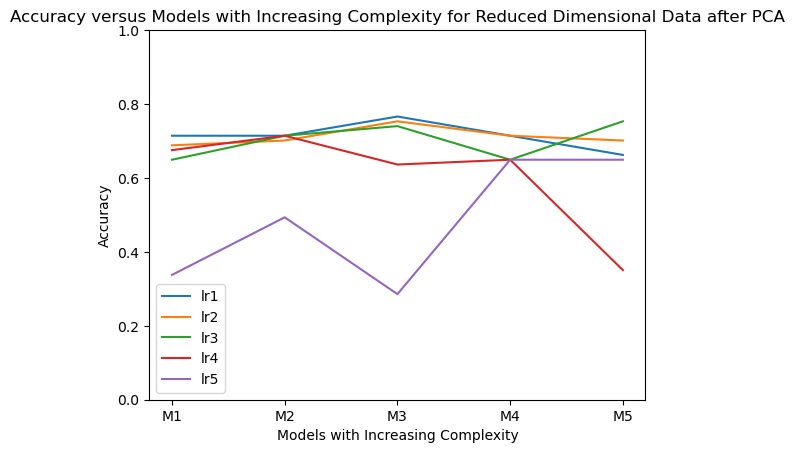 Accuracy versus Models with Increasing Complexity for Reduced Dimensional Data after PCA
1.0
0.8
0.6
0.4
0.2
0.0
Accuracy
lr1
lr2
lr3
lr4
lr5
M1 M2 M3 M4 M5
Models with Increasing Complexity